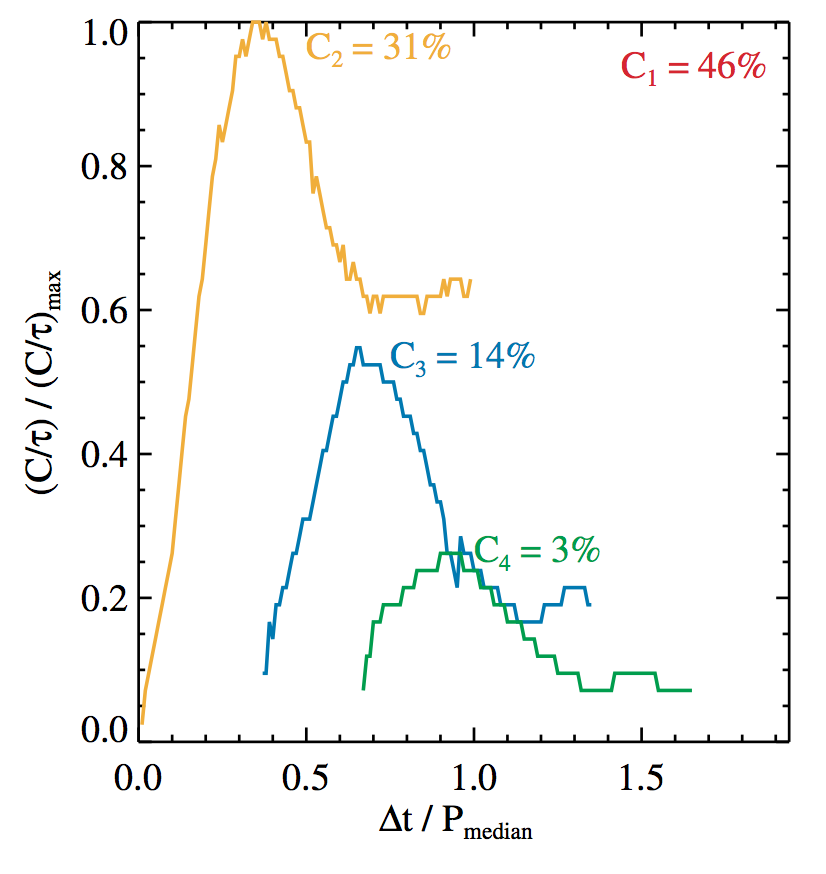 1.0
C₂ = 31%
C₁ = 46%
0.8
0.6
C₃ = 14%
0.4
C₄ = 3%
0.2
0.0
0.0 0.5 1.0 1.5
Δt / Pmedian
(C/τ) / (C/τ)max